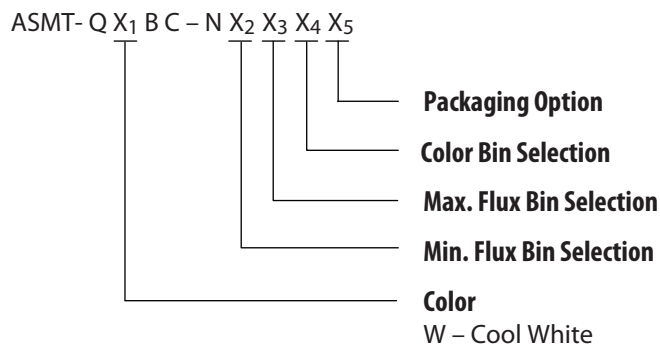 ASMT- Q X1 B C – N X2 X3 X4 X5
Packaging Option
Color Bin Selection
Max. Flux Bin Selection
Min. Flux Bin Selection
Color
W – Cool White